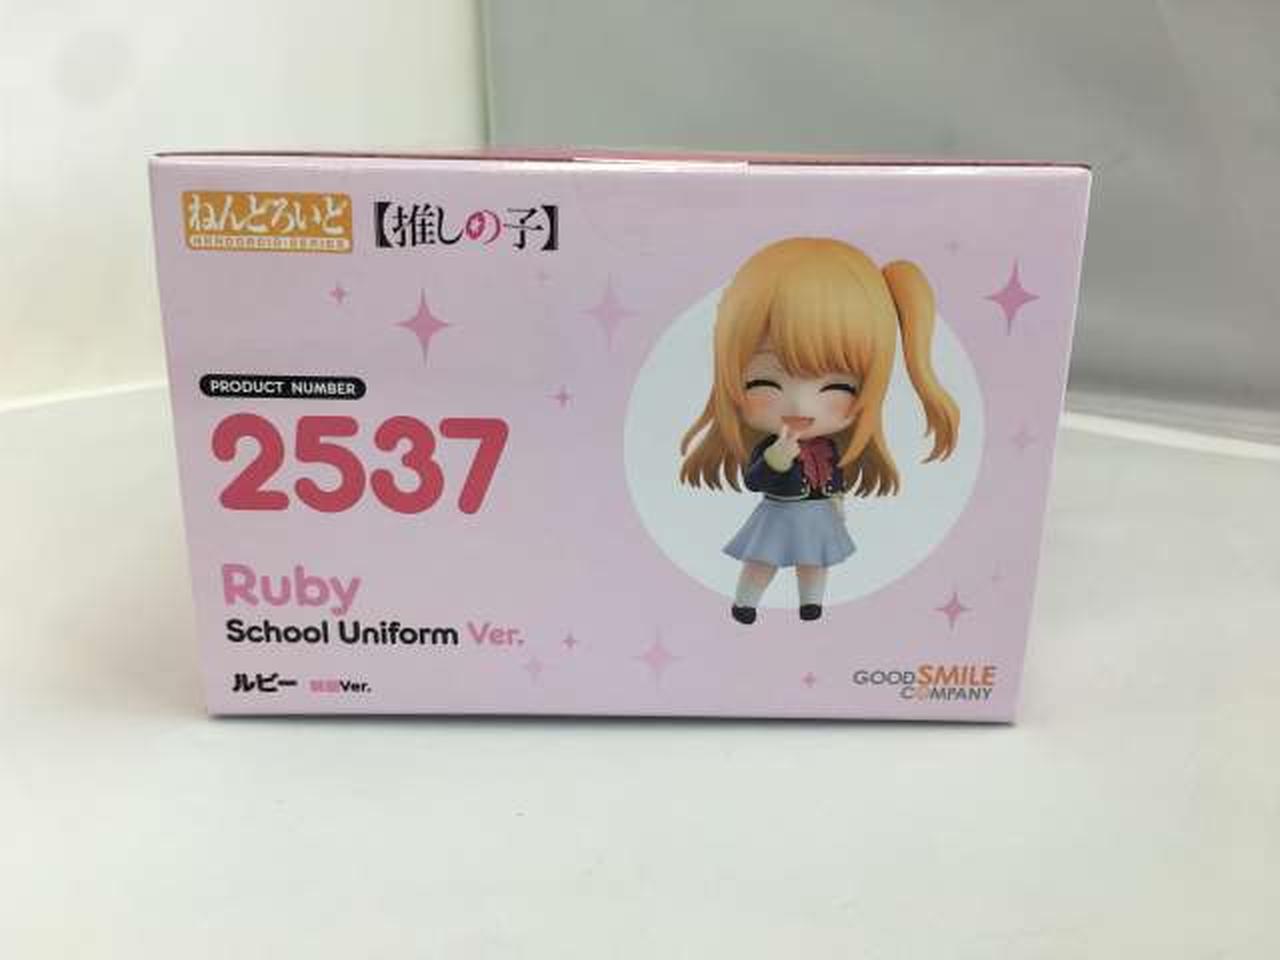 ねんどろいど
NENDOROID SERIES
【推しの子】
PRODUCT NUMBER
2537
Ruby
School Uniform Ver.
ルビー Ver.
GOOD SMILE
COMPANY